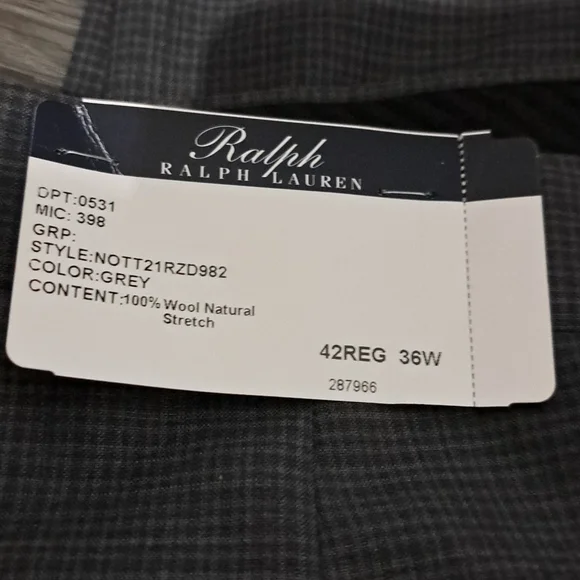 Ralph
RALPH LAUREN
DPT:0531
MIC: 398
GRP:
STYLE:NOTT21RZD982
COLOR:GREY
CONTENT:100% Wool Natural
Stretch
42REG 36W
287966